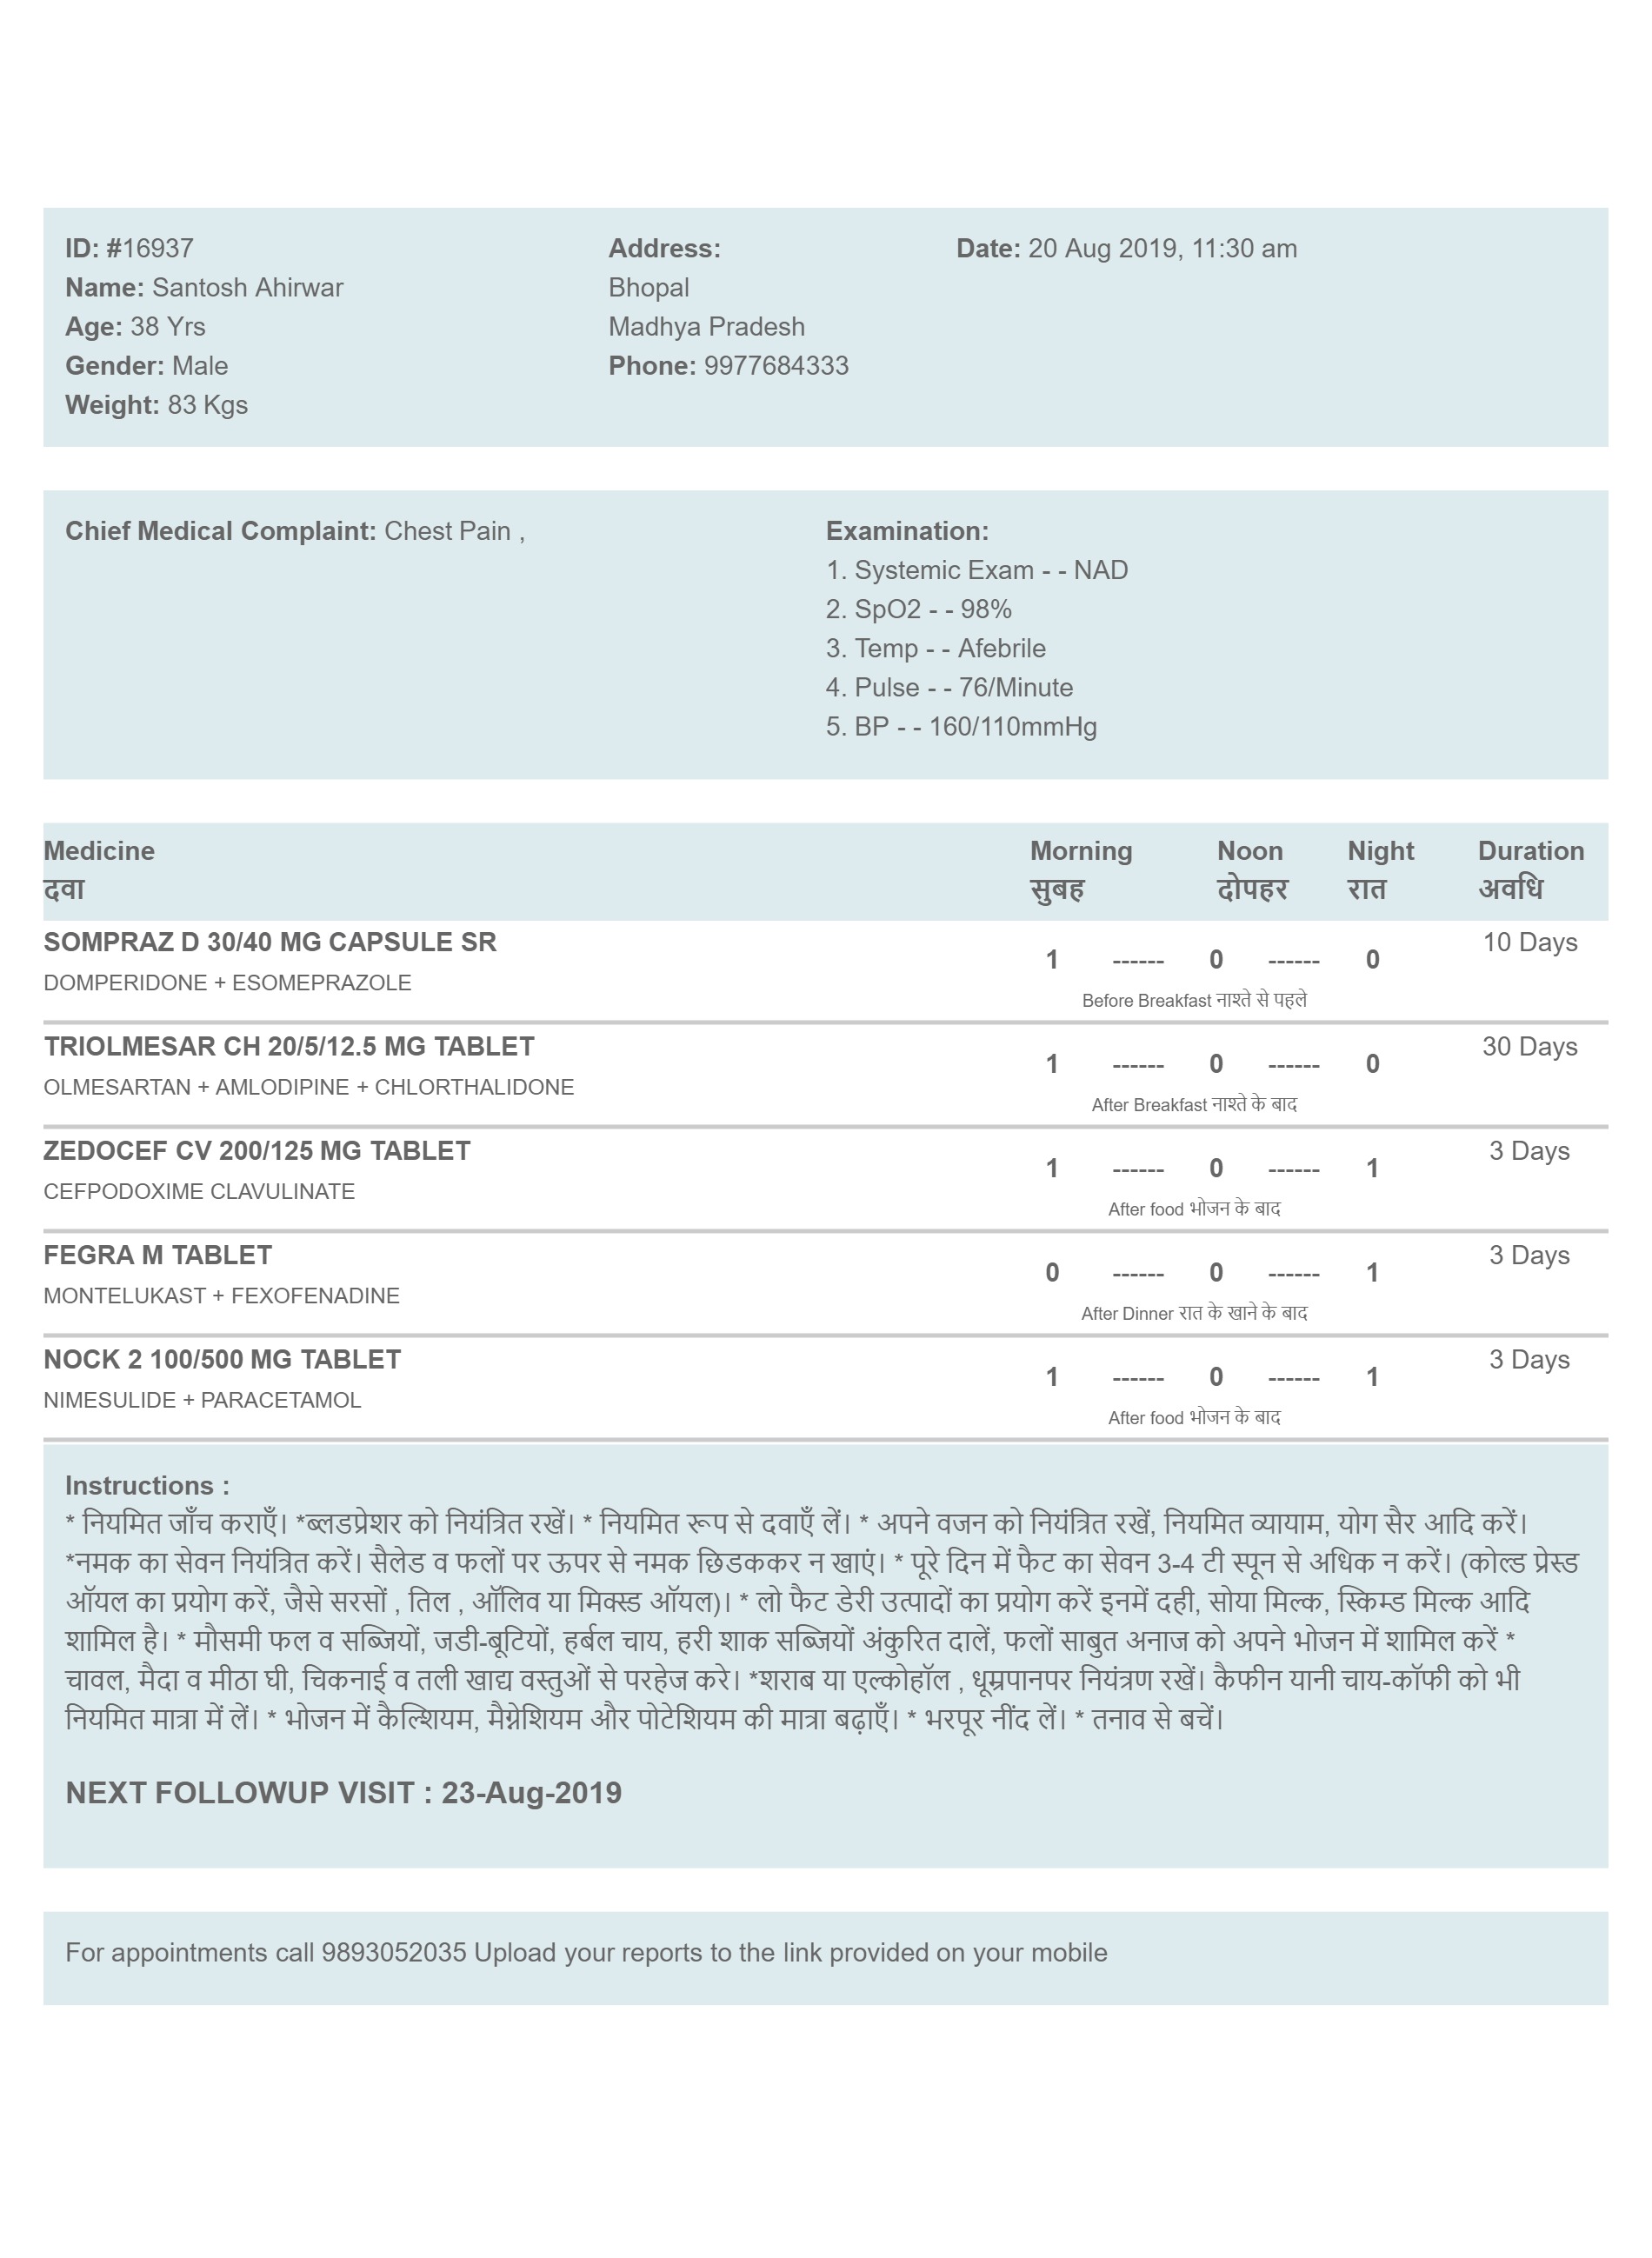 ID: #16937
Name: Santosh Ahirwar
Age: 38 Yrs
Gender: Male
Weight: 83 Kgs
Address:
Bhopal
Madhya Pradesh
Phone: 9977684333
Date: 20 Aug 2019, 11:30 am
Chief Medical Complaint: Chest Pain ,
Examination:
1. Systemic Exam - - NAD
2. SpO2 - - 98%
3. Temp - - Afebrile
4. Pulse - - 76/Minute
5. BP - - 160/110mmHg
Medicine Morning Noon Night Duration
दवा सुबह दोपहर रात अवधि
SOMPRAZ D 30/40 MG CAPSULE SR 10 Days
1 ------ 0 ------ 0
DOMPERIDONE + ESOMEPRAZOLE
Before Breakfast नाश्ते से पहले
TRIOLMESAR CH 20/5/12.5 MG TABLET 30 Days
1 ------ 0 ------ 0
OLMESARTAN + AMLODIPINE + CHLORTHALIDONE
After Breakfast नाश्ते के बाद
ZEDOCEF CV 200/125 MG TABLET 3 Days
1 ------ 0 ------ 1
CEFPODOXIME CLAVULINATE
After food भोजन के बाद
FEGRA M TABLET 3 Days
0 ------ 0 ------ 1
MONTELUKAST + FEXOFENADINE
After Dinner रात के खाने के बाद
NOCK 2 100/500 MG TABLET 3 Days
1 ------ 0 ------ 1
NIMESULIDE + PARACETAMOL
After food भोजन के बाद
Instructions :
* नियमित जाँच कराएँ। *ब्लडप्रेशर को नियंत्रित रखें। * नियमित रूप से दवाएँ लें। * अपने वजन को नियंत्रित रखें, नियमित व्यायाम, योग सैर आदि करें।
*नमक का सेवन नियंत्रित करें। सैलेड व फलों पर ऊपर से नमक छिडककर न खाएं। * पूरे दिन में फैट का सेवन 3-4 टी स्पून से अधिक न करें। (कोल्ड प्रेस्ड
ऑयल का प्रयोग करें, जैसे सरसों , तिल , ऑलिव या मिक्स्ड ऑयल)। * लो फैट डेरी उत्पादों का प्रयोग करें इनमें दही, सोया मिल्क, स्किम्ड मिल्क आदि
शामिल है। * मौसमी फल व सब्जियों, जडी-बूटियों, हर्बल चाय, हरी शाक सब्जियों अंकुरित दालें, फलों साबुत अनाज को अपने भोजन में शामिल करें *
चावल, मैदा व मीठा घी, चिकनाई व तली खाद्य वस्तुओं से परहेज करे। *शराब या एल्कोहॉल , धूम्रपानपर नियंत्रण रखें। कैफीन यानी चाय-कॉफी को भी
नियमित मात्रा में लें। * भोजन में कैल्शियम, मैग्नेशियम और पोटेशियम की मात्रा बढ़ाएँ। * भरपूर नींद लें। * तनाव से बचें।
NEXT FOLLOWUP VISIT : 23-Aug-2019
For appointments call 9893052035 Upload your reports to the link provided on your mobile